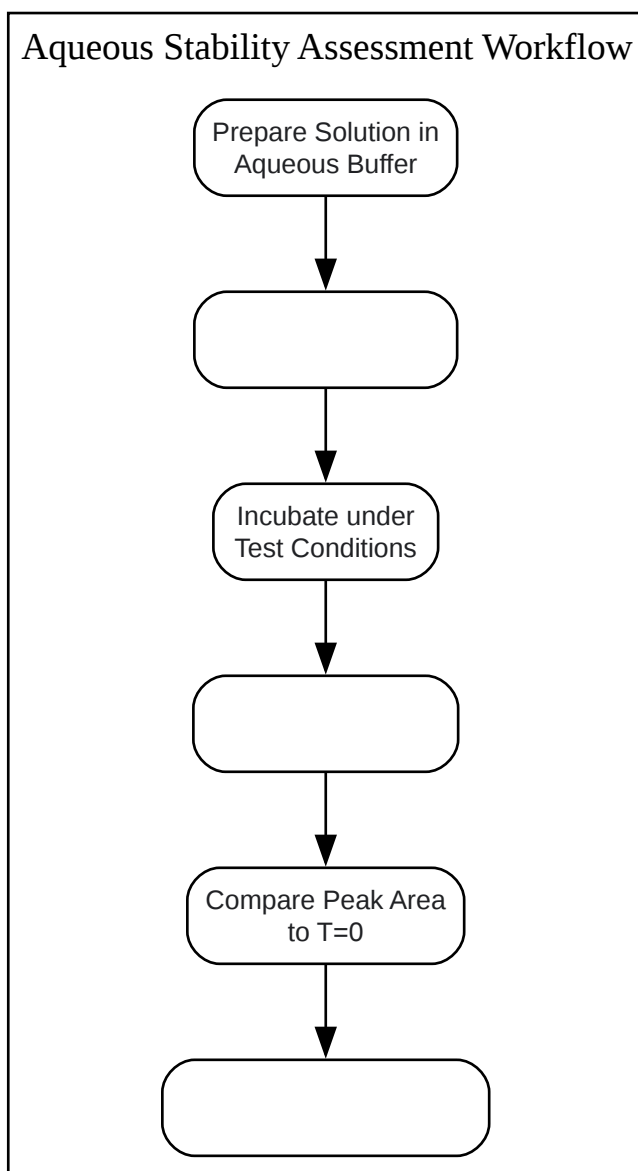 Aqueous Stability Assessment Workflow
Prepare Solution in
Aqueous Buffer
Incubate under
Test Conditions
Compare Peak Area
to T=0